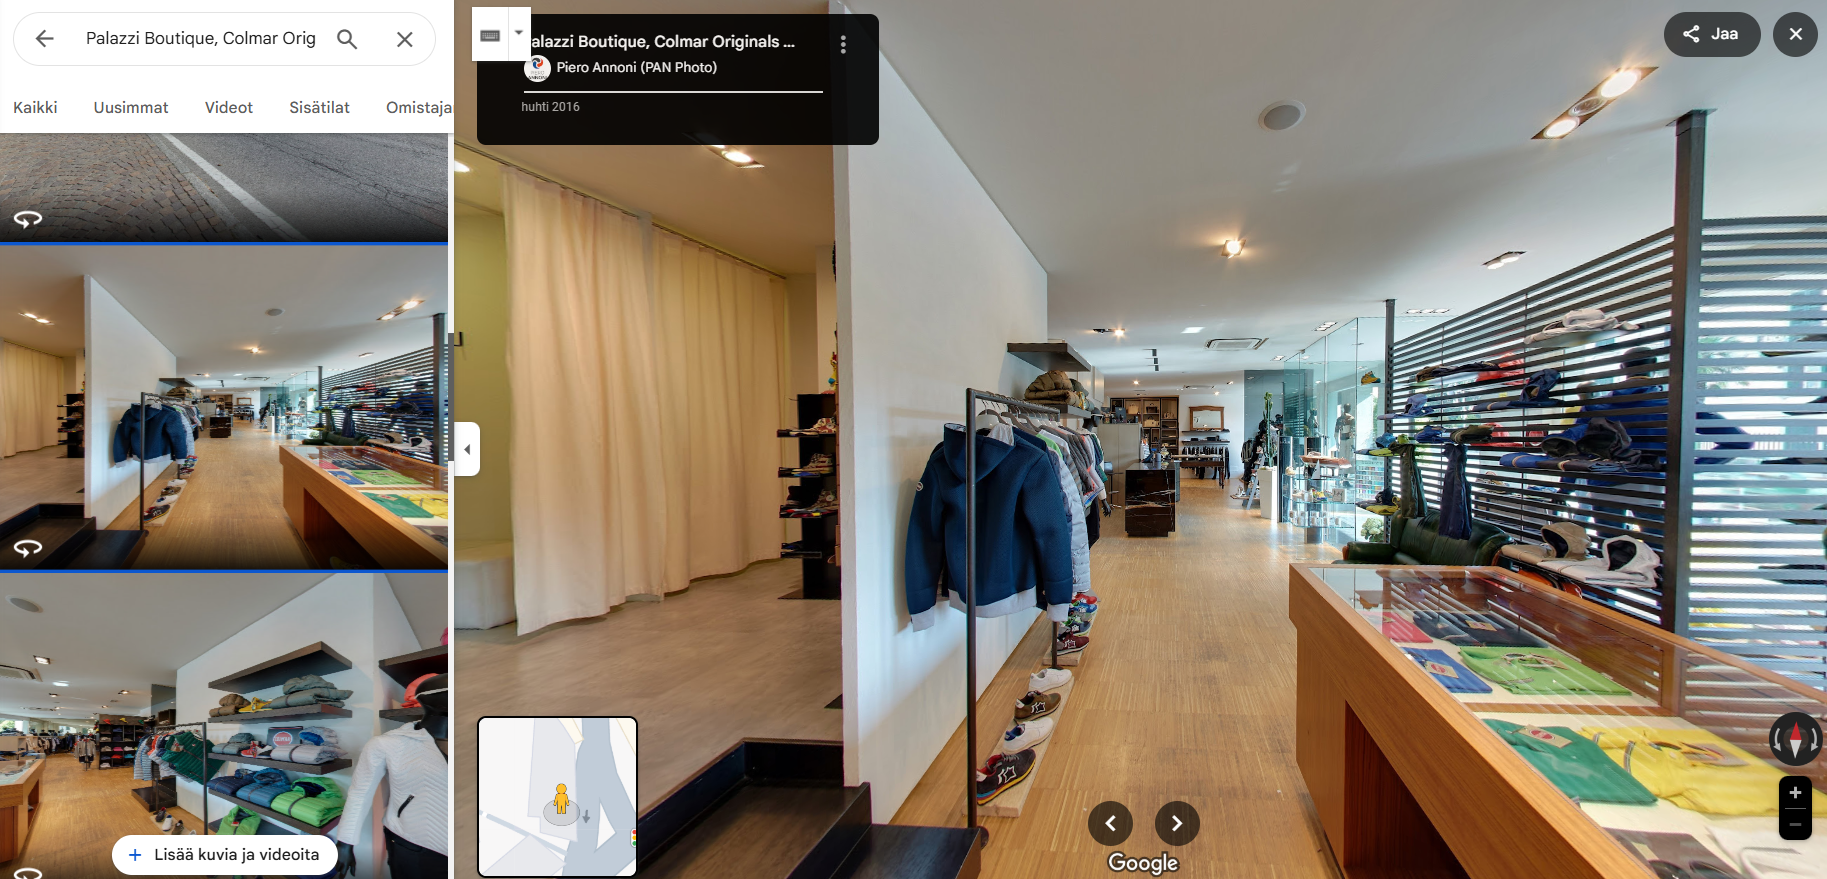 Palazzi Boutique, Colmar Orig
Kaikki
Uusimmat
Videot
Sisätilat
Omistaja
alazzi Boutique, Colmar Originals ...
Piero Annoni (PAN Photo)
huhti 2016
Jaa
Lisää kuvia ja videoita
Google